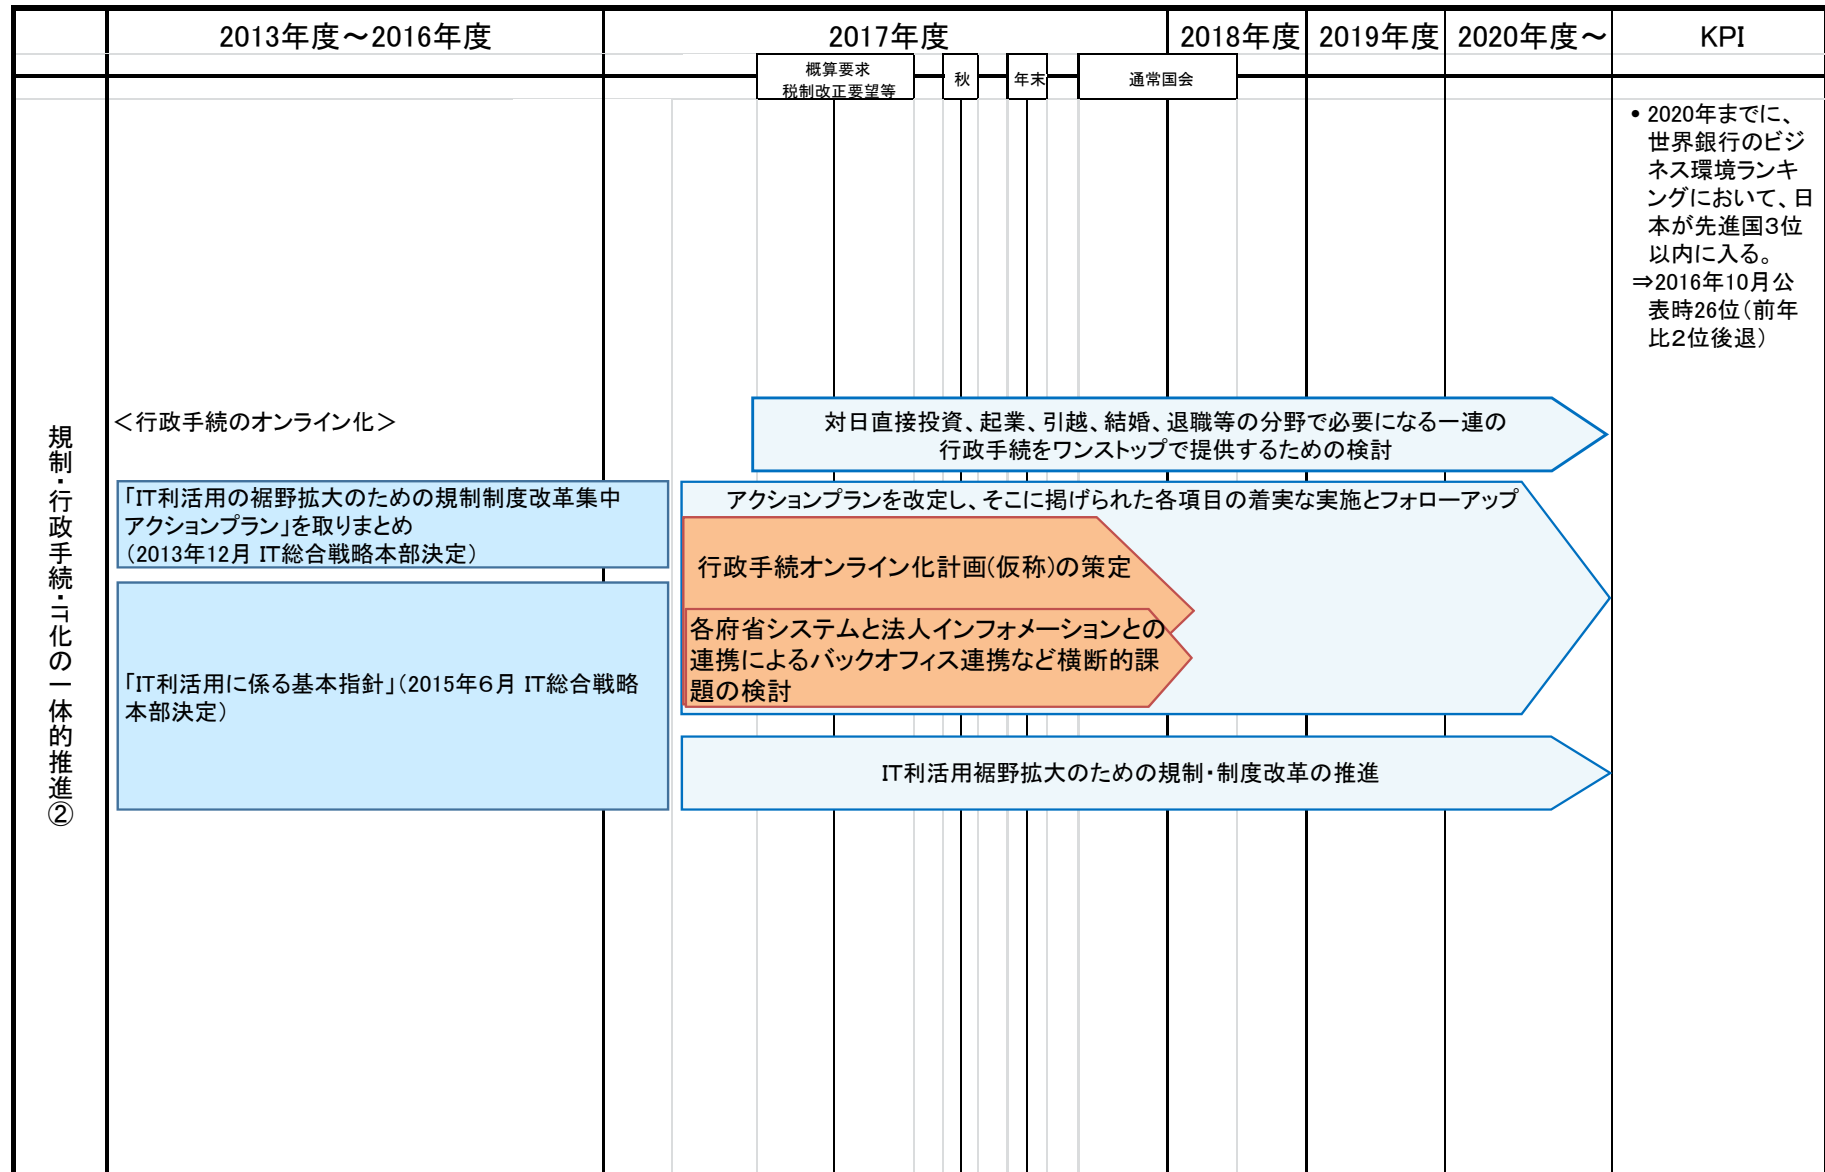 2013年度～2016年度
2017年度
2018年度
2019年度
2020年度～
KPI
概算要求
税制改正要望等
秋
年末
通常国会
規制・行政手続・IT化の一体的推進②
＜行政手続のオンライン化＞
「IT利活用の裾野拡大のための規制制度改革集中
アクションプラン」を取りまとめ
（2013年12月 IT総合戦略本部決定）
「IT利活用に係る基本指針」（2015年６月 IT総合戦略
本部決定）
対日直接投資、起業、引越、結婚、退職等の分野で必要になる一連の
行政手続をワンストップで提供するための検討
アクションプランを改定し、そこに掲げられた各項目の着実な実施とフォローアップ
行政手続オンライン化計画(仮称)の策定
各府省システムと法人インフォメーションとの
連携によるバックオフィス連携など横断的課
題の検討
IT利活用裾野拡大のための規制・制度改革の推進
• 2020年までに、
世界銀行のビジ
ネス環境ランキ
ングにおいて、日
本が先進国３位
以内に入る。
⇒2016年10月公
表時26位（前年
比２位後退）